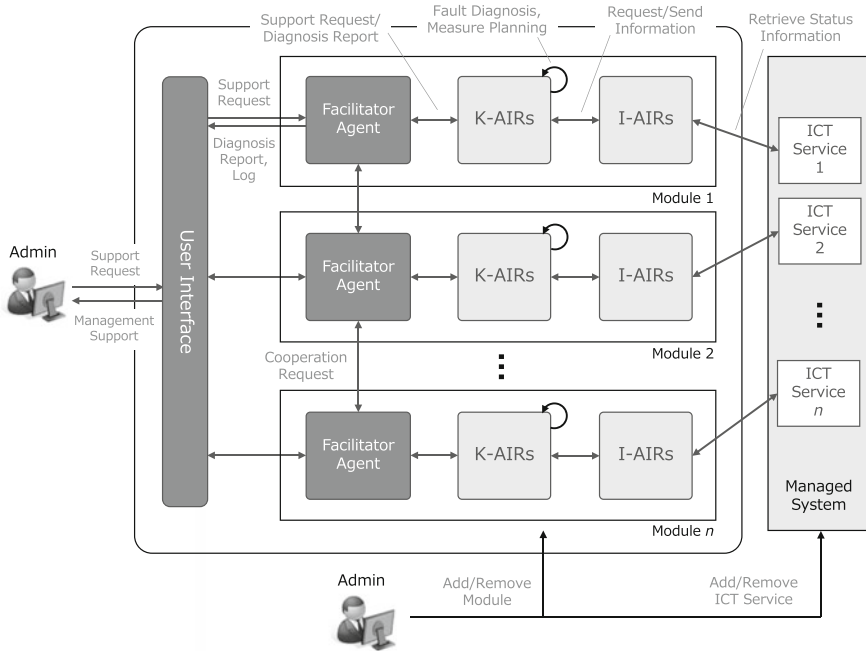 Support Request/
Diagnosis Report
Fault Diagnosis,
Measure Planning
Request/Send
Information
Retrieve Status
Information
Support
Request
Diagnosis
Report,
Log
Facilitator
Agent
K-AIRs
I-AIRs
Module 1
ICT
Service
1
Admin
Support
Request
Management
Support
User Interface
Facilitator
Agent
K-AIRs
I-AIRs
Module 2
ICT
Service
2
Cooperation
Request
Facilitator
Agent
K-AIRs
I-AIRs
Module n
ICT
Service
n
Managed
System
Admin
Add/Remove
Module
Add/Remove
ICT Service